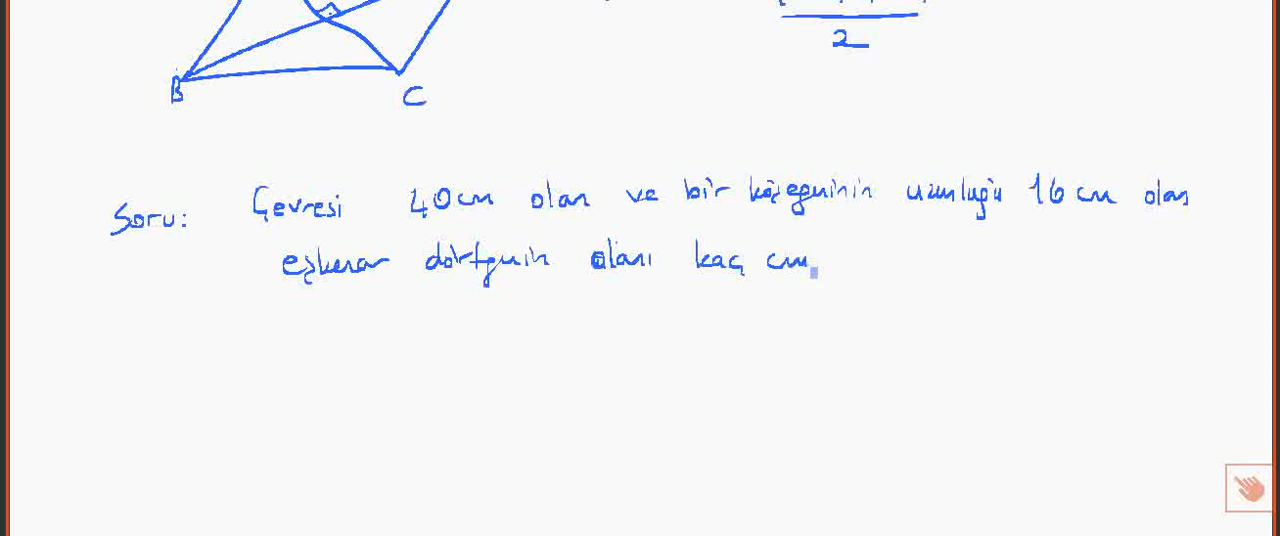 2
B
C
Soru: Çevresi 40cm olan ve bir köşegeninin uzunluğu 16 cm olan
eşkenar dörtgenin alanı kaç cm